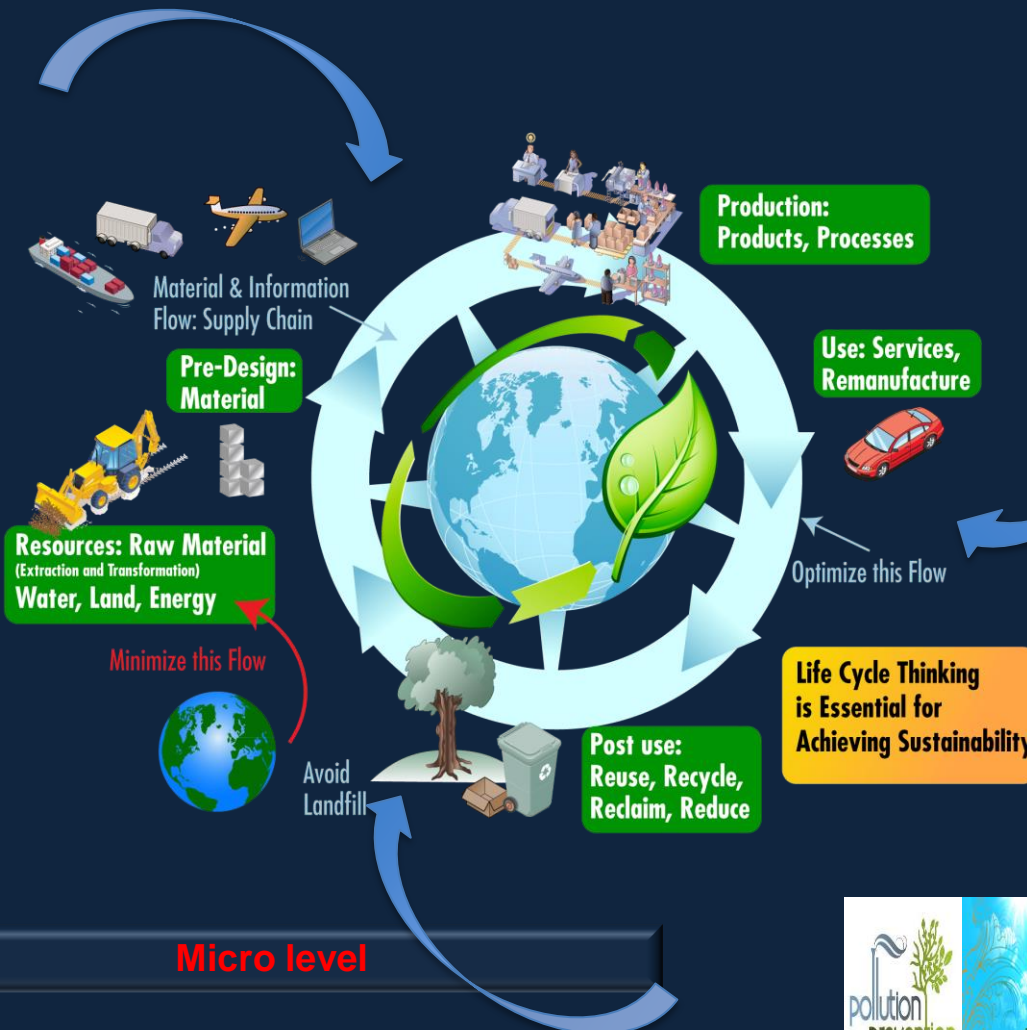 Production:
Products, Processes
Material & Information
Flow: Supply Chain
Use: Services,
Remanufacture
Pre-Design:
Material
Resources: Raw Material
(Extraction and Transformation)
Water, Land, Energy
Optimize this Flow
Minimize this Flow
Life Cycle Thinking
is Essential for
Achieving Sustainability
Post use:
Reuse, Recycle,
Reclaim, Reduce
Avoid
Landfill
Micro level
pollution
prevention